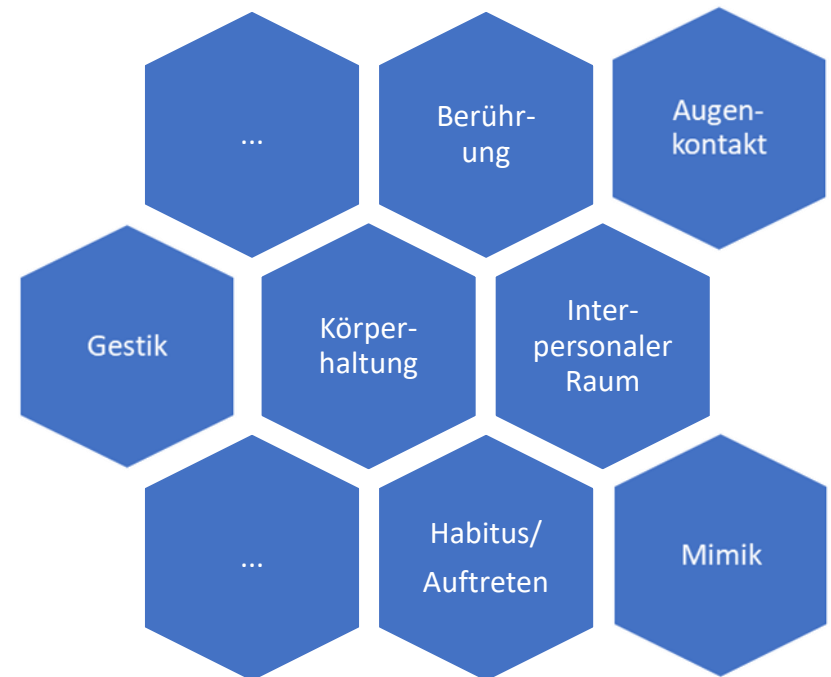 ...
Berühr-
ung
Augen-
kontakt
Gestik
Körper-
haltung
Inter-
personaler
Raum
...
Habitus/
Auftreten
Mimik